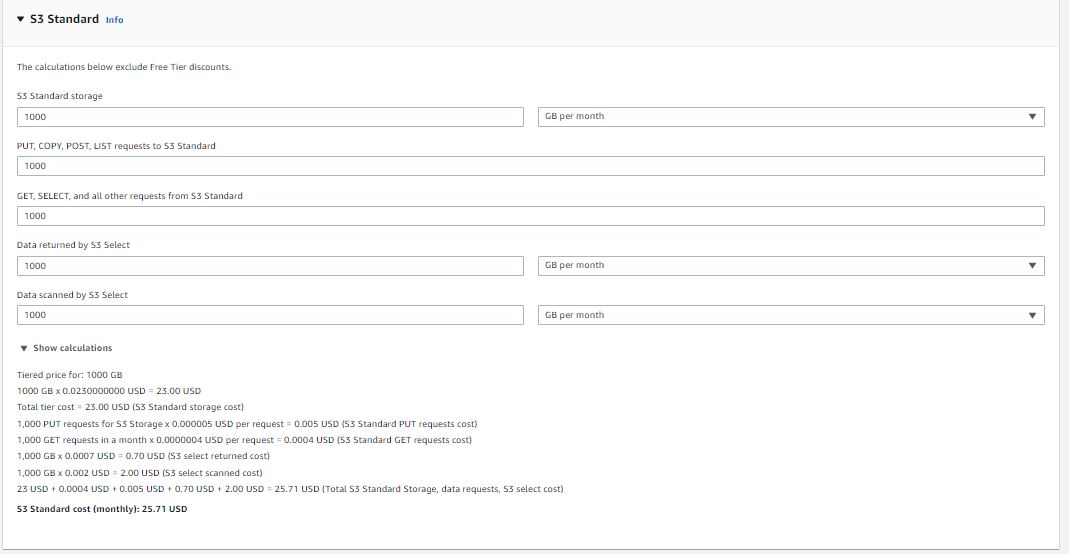 ▼ S3 Standard Info
The calculations below exclude Free Tier discounts.
S3 Standard storage
1000 GB per month ▼
PUT, COPY, POST, LIST requests to S3 Standard
1000
GET, SELECT, and all other requests from S3 Standard
1000
Data returned by S3 Select
1000 GB per month ▼
Data scanned by S3 Select
1000 GB per month ▼
▼ Show calculations
Tiered price for: 1000 GB
1000 GB x 0.0230000000 USD = 23.00 USD
Total tier cost = 23.00 USD (S3 Standard storage cost)
1,000 PUT requests for S3 Storage x 0.000005 USD per request = 0.005 USD (S3 Standard PUT requests cost)
1,000 GET requests in a month x 0.0000004 USD per request = 0.0004 USD (S3 Standard GET requests cost)
1,000 GB x 0.0007 USD = 0.70 USD (S3 select returned cost)
1,000 GB x 0.002 USD = 2.00 USD (S3 select scanned cost)
23 USD + 0.0004 USD + 0.005 USD + 0.70 USD + 2.00 USD = 25.71 USD (Total S3 Standard Storage, data requests, S3 select cost)
S3 Standard cost (monthly): 25.71 USD